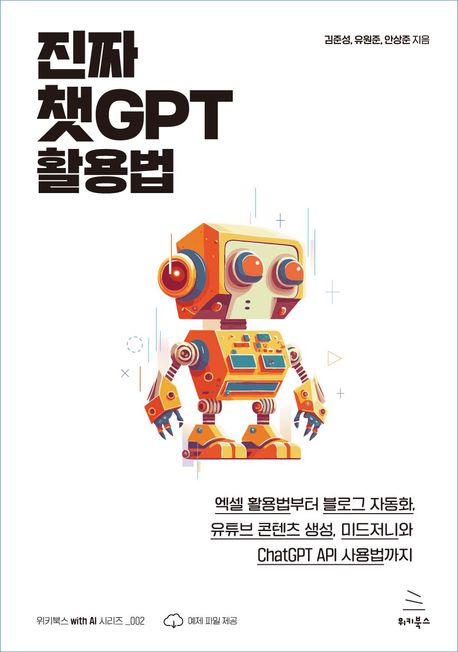 진짜
챗GPT
활용법
김준성, 유원준, 안상준 지음
엑셀 활용법부터 블로그 자동화,
유튜브 콘텐츠 생성, 미드저니와
ChatGPT API 사용법까지
위키북스 with AI 시리즈 _002
예제 파일 제공
위키북스